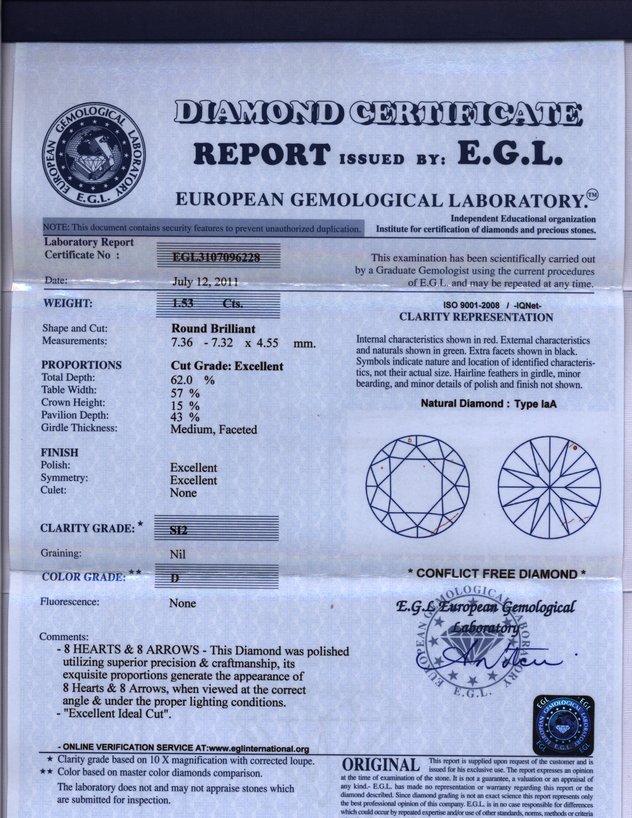 DIAMOND CERTIFICATE
REPORT ISSUED BY: E.G.L.
EUROPEAN GEMOLOGICAL LABORATORY.™
EUROPEAN GEMOLOGICAL LABORATORY
E.G.L.
Independent Educational organization
Institute for certification of diamonds and precious stones.
NOTE: This document contains security features to prevent unauthorized duplication.
Laboratory Report
Certificate No : EGL3107096228
Date: July 12, 2011
This examination has been scientifically carried out
by a Graduate Gemologist using the current procedures
of E.G.L. and may be repeated at any time.
WEIGHT: 1.53 Cts.
Shape and Cut: Round Brilliant
Measurements: 7.36 - 7.32 x 4.55 mm.
PROPORTIONS Cut Grade: Excellent
Total Depth: 62.0 %
Table Width: 57 %
Crown Height: 15 %
Pavilion Depth: 43 %
Girdle Thickness: Medium, Faceted
FINISH
Polish: Excellent
Symmetry: Excellent
Culet: None
CLARITY GRADE: * SI2
Graining: Nil
COLOR GRADE: ** D
Fluorescence: None
ISO 9001-2008 / -IQNet-
CLARITY REPRESENTATION
Internal characteristics shown in red. External characteristics
and naturals shown in green. Extra facets shown in black.
Symbols indicate nature and location of identified characteris-
tics, not their actual size. Hairline feathers in girdle, minor
bearding, and minor details of polish and finish not shown.
Natural Diamond : Type IaA
* CONFLICT FREE DIAMOND *
E.G.L European Gemological
Laboratory
EUROPEAN GEMOLOGICAL LABORATORY
E.G.L.
Comments:
- 8 HEARTS & 8 ARROWS - This Diamond was polished
utilizing superior precision & craftmanship, its
exquisite proportions generate the appearance of
8 Hearts & 8 Arrows, when viewed at the correct
angle & under the proper lighting conditions.
- "Excellent Ideal Cut".
- ONLINE VERIFICATION SERVICE AT:www.eglinternational.org
★ Clarity grade based on 10 X magnification with corrected loupe.
★★ Color based on master color diamonds comparison.
The laboratory does not and may not appraise stones which
are submitted for inspection.
EGL EGL
E.G.L.
EGL EGL
ORIGINAL This report is supplied upon request of the customer and is
issued for his exclusive use. The report expresses an opinion
at the time of examination of the stone. It is not a guarantee, a valuation or an appraisal of
any kind.- E.G.L. has made no representation or warranty regarding this report or the
diamond described. Since diamond grading is not an exact science this report represents only
the best professional opinion of this company. E.G.L. is in no case responsible for differences
which could occur by repeated expertise and/or use of other standards, norms, methods or criteria